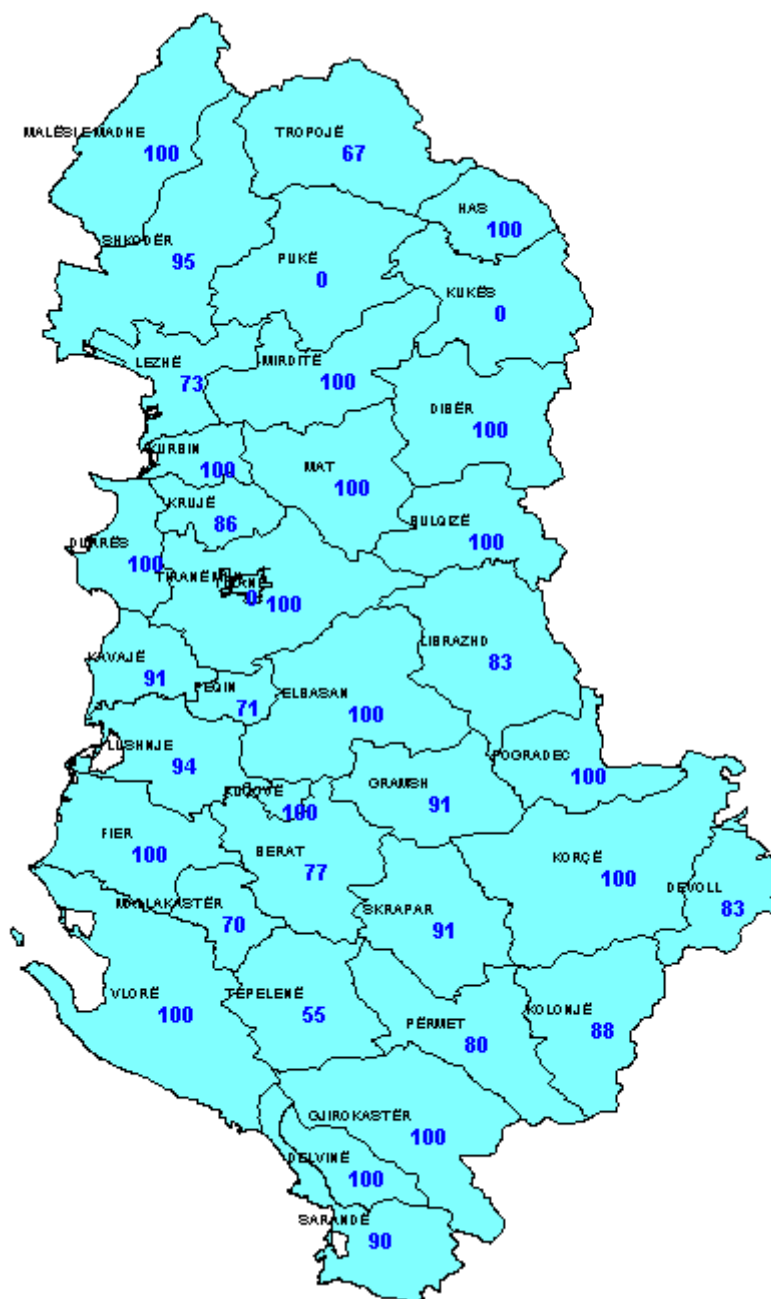 MALËSI E MADHE
100
TROPOJË
67
HAS
100
SHKODËR
95
PUKË
0
KUKËS
0
LEZHË
73
MIRDITË
100
DIBËR
100
KURBIN
100
MAT
100
KRUJË
86
BULQIZË
100
DURRËS
100
0
100
LIBRAZHD
83
KAVAJË
91
PEQIN
71
ELBASAN
100
LUSHNJE
94
POGRADEC
100
KUÇOVË
100
GRAMSH
91
FIER
100
BERAT
77
KORÇË
100
DEVOLL
83
MALLAKASTËR
70
SKRAPAR
91
VLORË
100
TEPELENË
55
PËRMET
80
KOLONJË
88
GJIROKASTËR
100
DELVINË
100
SARANDË
90